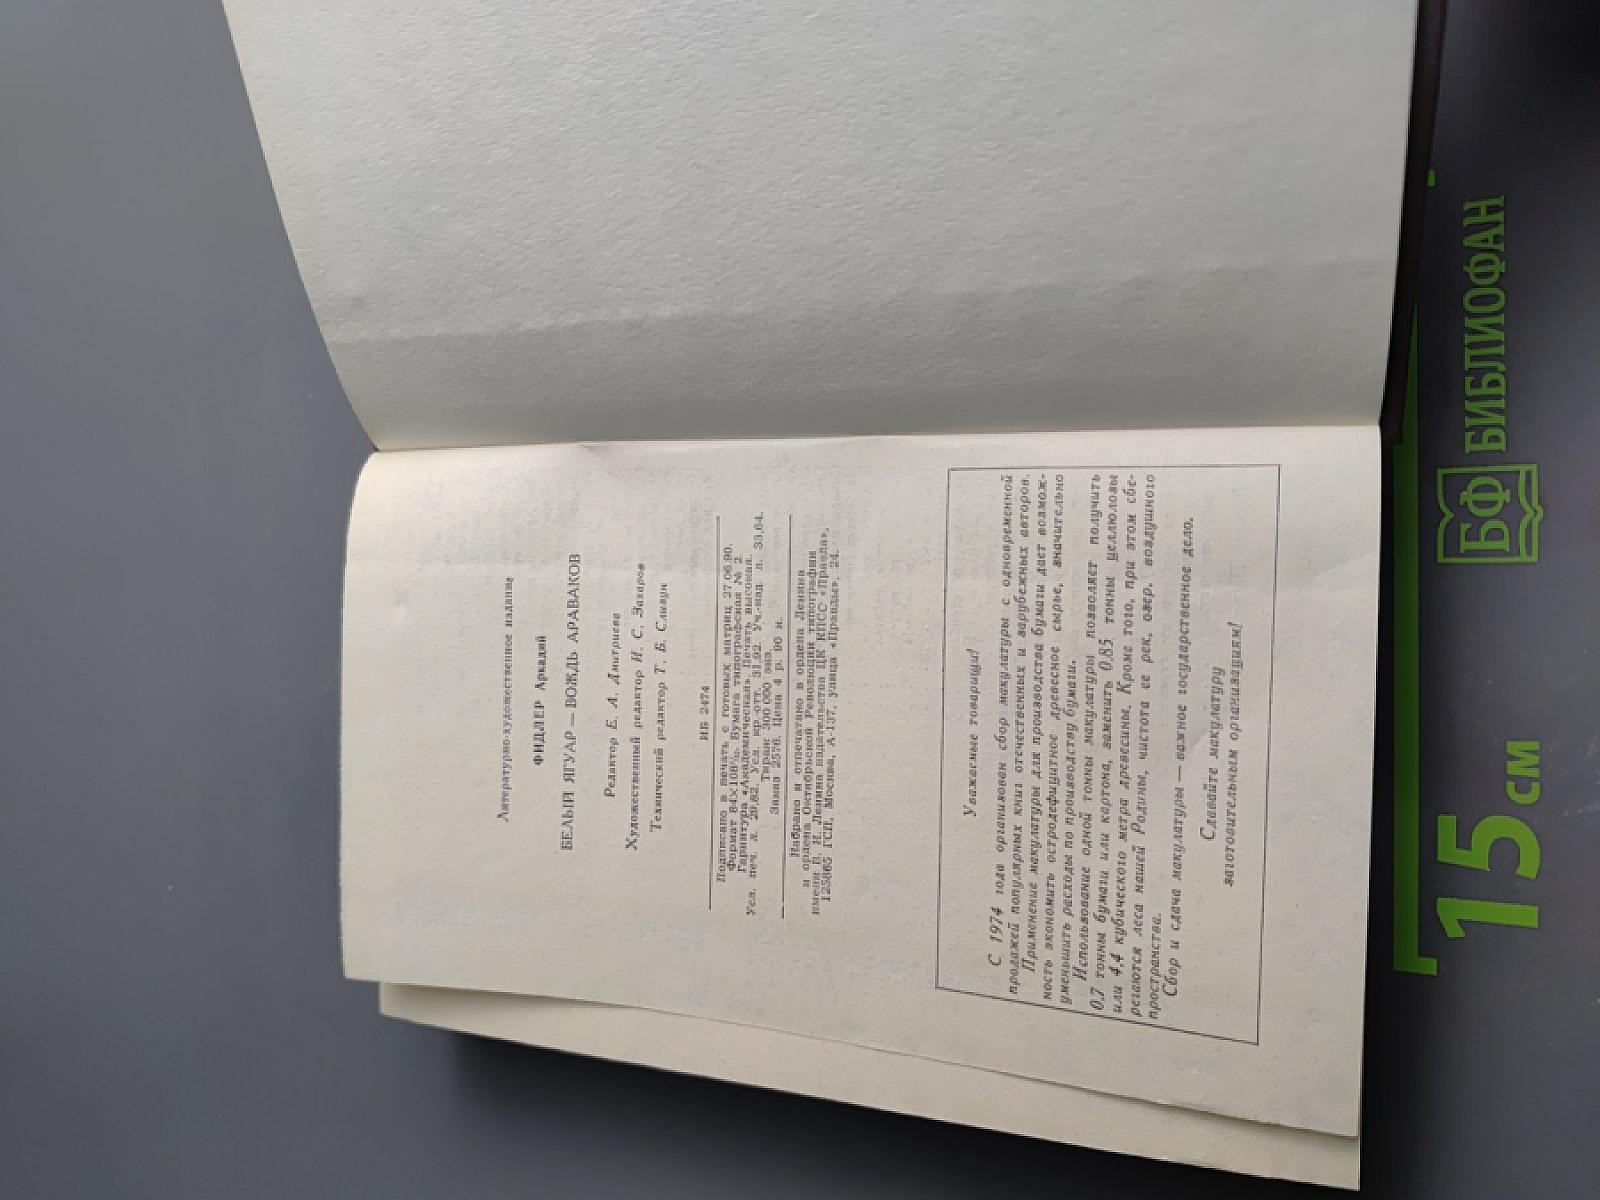 Литературно-художественное издание
ФИДЛЕР Аркадий
БЕЛЫЙ ЯГУАР — ВОЖДЬ АРАВАКОВ
Редактор Е. А. Дмитриева
Художественный редактор И. С. Захаров
Технический редактор Т. Б. Слизун
ИБ 2474
Подписано в печать с готовых матриц 27.06.90.
Формат 84×108¹/₃₂. Бумага типографская № 2.
Гарнитура «Академическая». Печать высокая.
Усл. печ. л. 29,82. Усл. кр-отт. 31,92. Уч.-изд. л. 33,64.
Тираж 300 000 экз.
Заказ 2576. Цена 4 р. 90 к.
Набрано и отпечатано в ордена Ленина
и ордена Октябрьской Революции типографии
имени В. И. Ленина издательства ЦК КПСС «Правда»,
125865 ГСП, Москва, А-137, улица «Правды», 24.
Уважаемые товарищи!
С 1974 года организован сбор макулатуры с одновременной
продажей популярных книг отечественных и зарубежных авторов.
Применение макулатуры для производства бумаги дает возмож-
ность экономить остродефицитное древесное сырье, значительно
уменьшить расходы по производству бумаги.
Использование одной тонны макулатуры позволяет получить
0,7 тонны бумаги или картона, заменить 0,85 тонны целлюлозы
или 4,4 кубического метра древесины. Кроме того, при этом сбе-
регаются леса нашей Родины, чистота ее рек, озер, воздушного
пространства.
Сбор и сдача макулатуры — важное государственное дело.
Сдавайте макулатуру
заготовительным организациям!
15 см
БФ БИБЛИОФАН